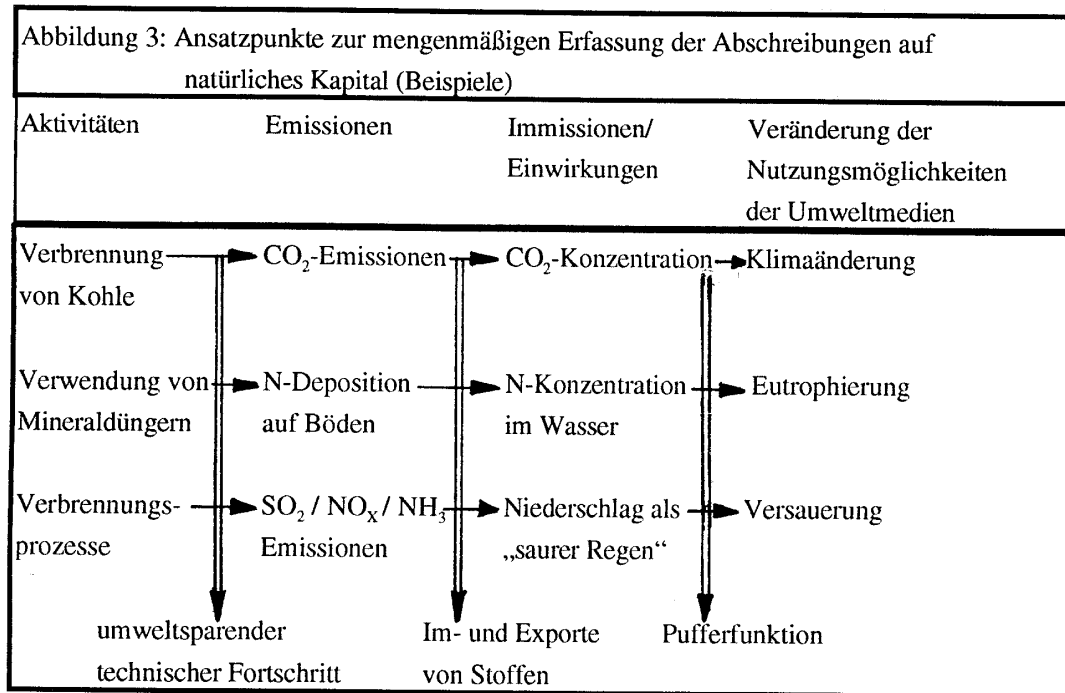 Abbildung 3: Ansatzpunkte zur mengenmäßigen Erfassung der Abschreibungen auf
natürliches Kapital (Beispiele)
Aktivitäten Emissionen Immissionen/ Veränderung der
Einwirkungen Nutzungsmöglichkeiten
der Umweltmedien
Verbrennung CO₂-Emissionen CO₂-Konzentration Klimaänderung
von Kohle
Verwendung von N-Deposition N-Konzentration Eutrophierung
Mineraldüngern auf Böden im Wasser
Verbrennungs- SO₂ / NOₓ / NH₃ Niederschlag als Versauerung
prozesse Emissionen „saurer Regen“
umweltsparender Im- und Exporte Pufferfunktion
technischer Fortschritt von Stoffen